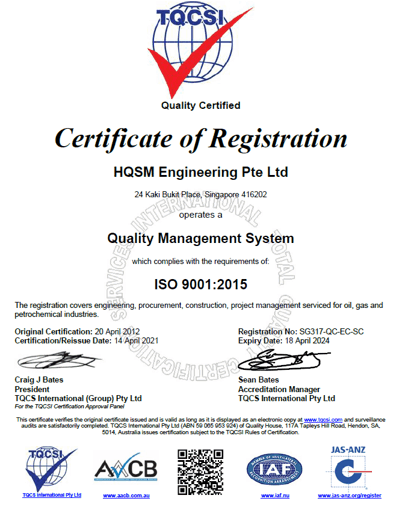 TQCSI
Quality Certified
Certificate of Registration
HQSM Engineering Pte Ltd
24 Kaki Bukit Place, Singapore 416202
operates a
Quality Management System
which complies with the requirements of:
ISO 9001:2015
The registration covers engineering, procurement, construction, project management serviced for oil, gas and
petrochemical industries.
Original Certification: 20 April 2012
Certification/Reissue Date: 14 April 2021
Registration No: SG317-QC-EC-SC
Expiry Date: 18 April 2024
Craig J Bates
President
TQCS International (Group) Pty Ltd
For the TQCSI Certification Approval Panel
Sean Bates
Accreditation Manager
TQCS International Pty Ltd
This certificate verifies the original certificate issued and is valid as long as it is displayed as an electronic copy at www.tqcsi.com and surveillance
audits are satisfactorily completed. TQCS International Pty Ltd (ABN 59 065 953 924) of Quality House, 117A Tapleys Hill Road, Hendon, SA,
5014, Australia issues certification subject to the TQCSI Rules of Certification.
TQCSI
TQCS International Pty Ltd
AACB
www.aacb.com.au
IAF
www.iaf.nu
JAS-ANZ
www.jas-anz.org/register